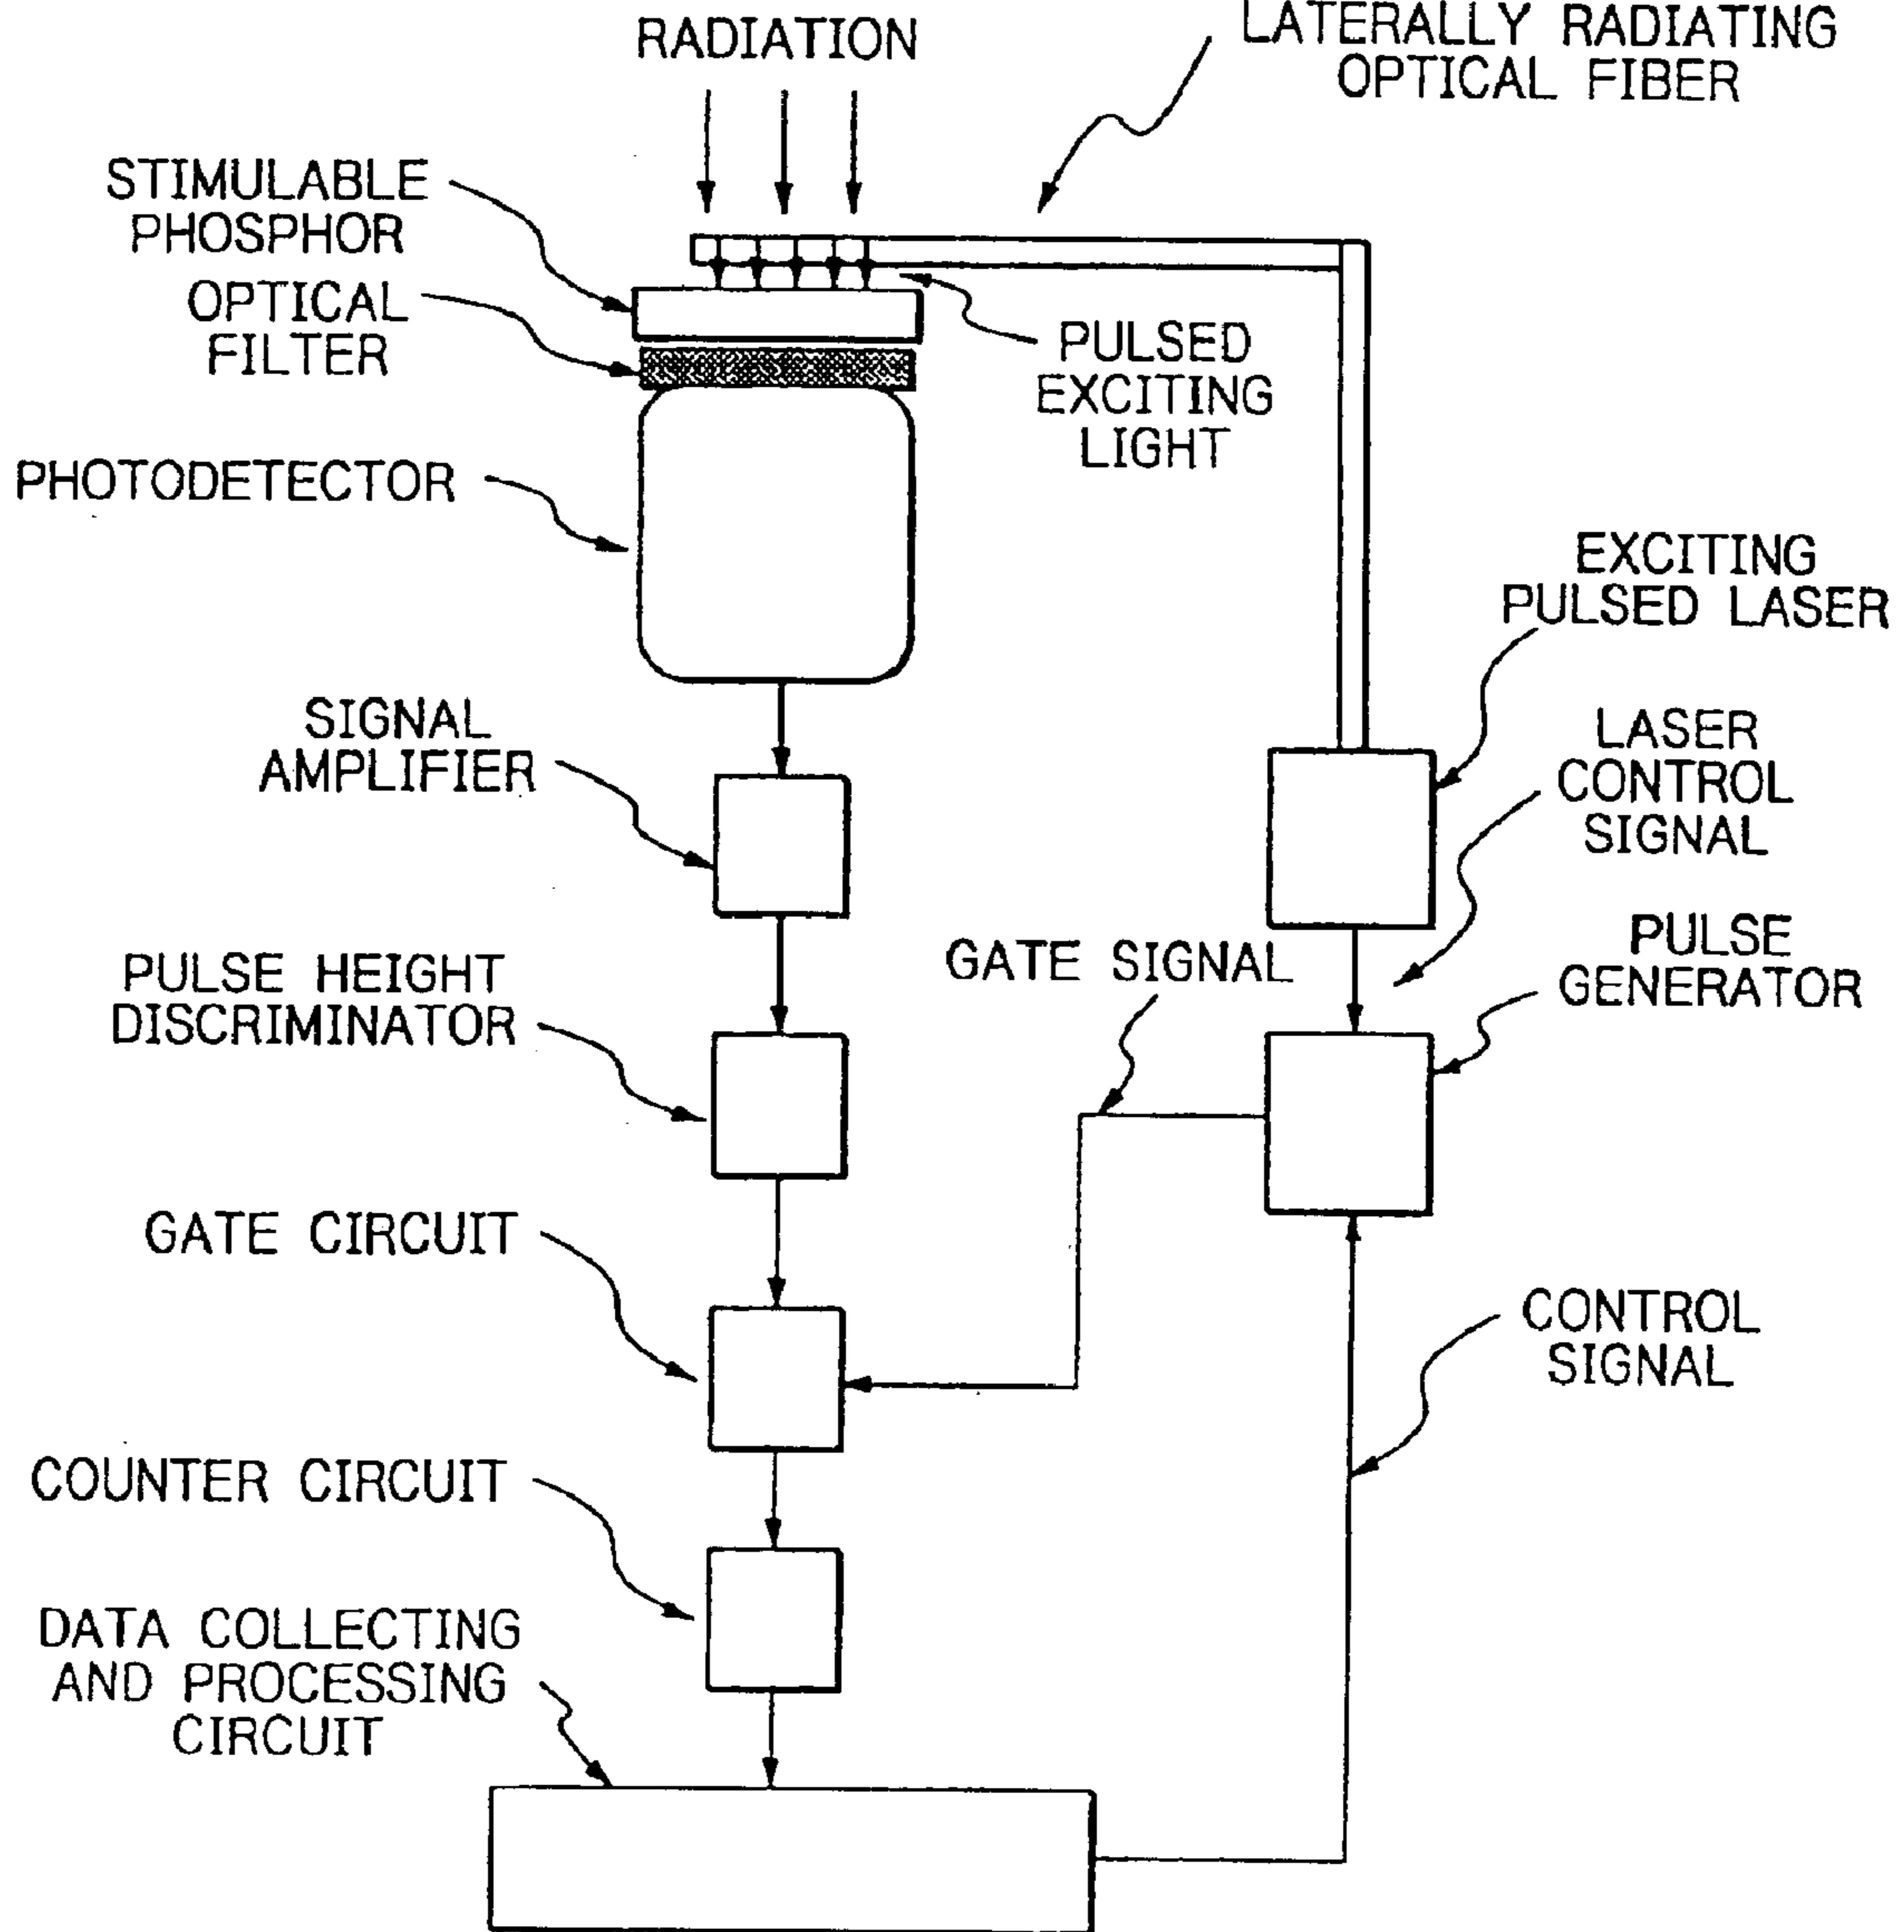 RADIATION
LATERALLY RADIATING
OPTICAL FIBER
STIMULABLE
PHOSPHOR
OPTICAL
FILTER
PULSED
EXCITING
LIGHT
PHOTODETECTOR
EXCITING
PULSED LASER
SIGNAL
AMPLIFIER
LASER
CONTROL
SIGNAL
PULSE HEIGHT
DISCRIMINATOR
GATE SIGNAL
PULSE
GENERATOR
GATE CIRCUIT
CONTROL
SIGNAL
COUNTER CIRCUIT
DATA COLLECTING
AND PROCESSING
CIRCUIT